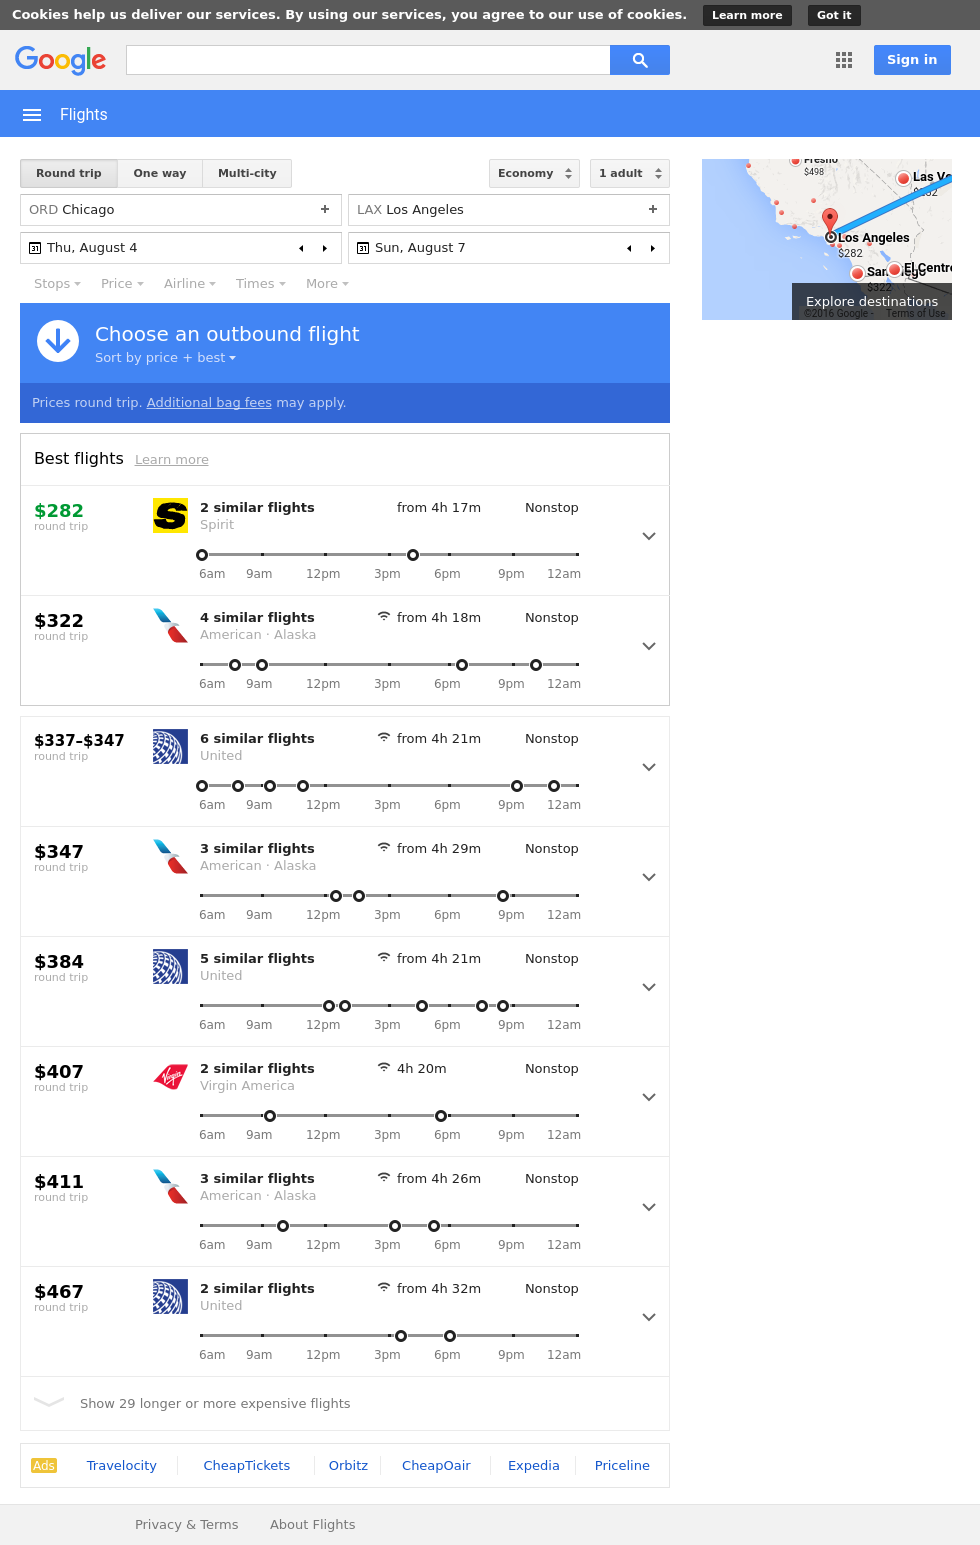 Cookies help us deliver our services. By using our services, you agree to our use of cookies. Learn more Got it
Google Sign in
Flights
Round trip One way Multi-city Economy 1 adult
ORD Chicago + LAX Los Angeles +
31 Thu, August 4 31 Sun, August 7
Stops Price Airline Times More
Fresno
$498
Las Ve
Los Angeles
$282
San
El Centro
$322
Explore destinations
©2016 Google - Terms of Use
Choose an outbound flight
Sort by price + best
Prices round trip. Additional bag fees may apply.
Best flights Learn more
$282 2 similar flights from 4h 17m Nonstop
round trip Spirit
6am 9am 12pm 3pm 6pm 9pm 12am
$322 4 similar flights from 4h 18m Nonstop
round trip American · Alaska
6am 9am 12pm 3pm 6pm 9pm 12am
$337–$347 6 similar flights from 4h 21m Nonstop
round trip United
6am 9am 12pm 3pm 6pm 9pm 12am
$347 3 similar flights from 4h 29m Nonstop
round trip American · Alaska
6am 9am 12pm 3pm 6pm 9pm 12am
$384 5 similar flights from 4h 21m Nonstop
round trip United
6am 9am 12pm 3pm 6pm 9pm 12am
$407 2 similar flights 4h 20m Nonstop
round trip Virgin Virgin America
6am 9am 12pm 3pm 6pm 9pm 12am
$411 3 similar flights from 4h 26m Nonstop
round trip American · Alaska
6am 9am 12pm 3pm 6pm 9pm 12am
$467 2 similar flights from 4h 32m Nonstop
round trip United
6am 9am 12pm 3pm 6pm 9pm 12am
Show 29 longer or more expensive flights
Ads Travelocity CheapTickets Orbitz CheapOair Expedia Priceline
Privacy & Terms About Flights